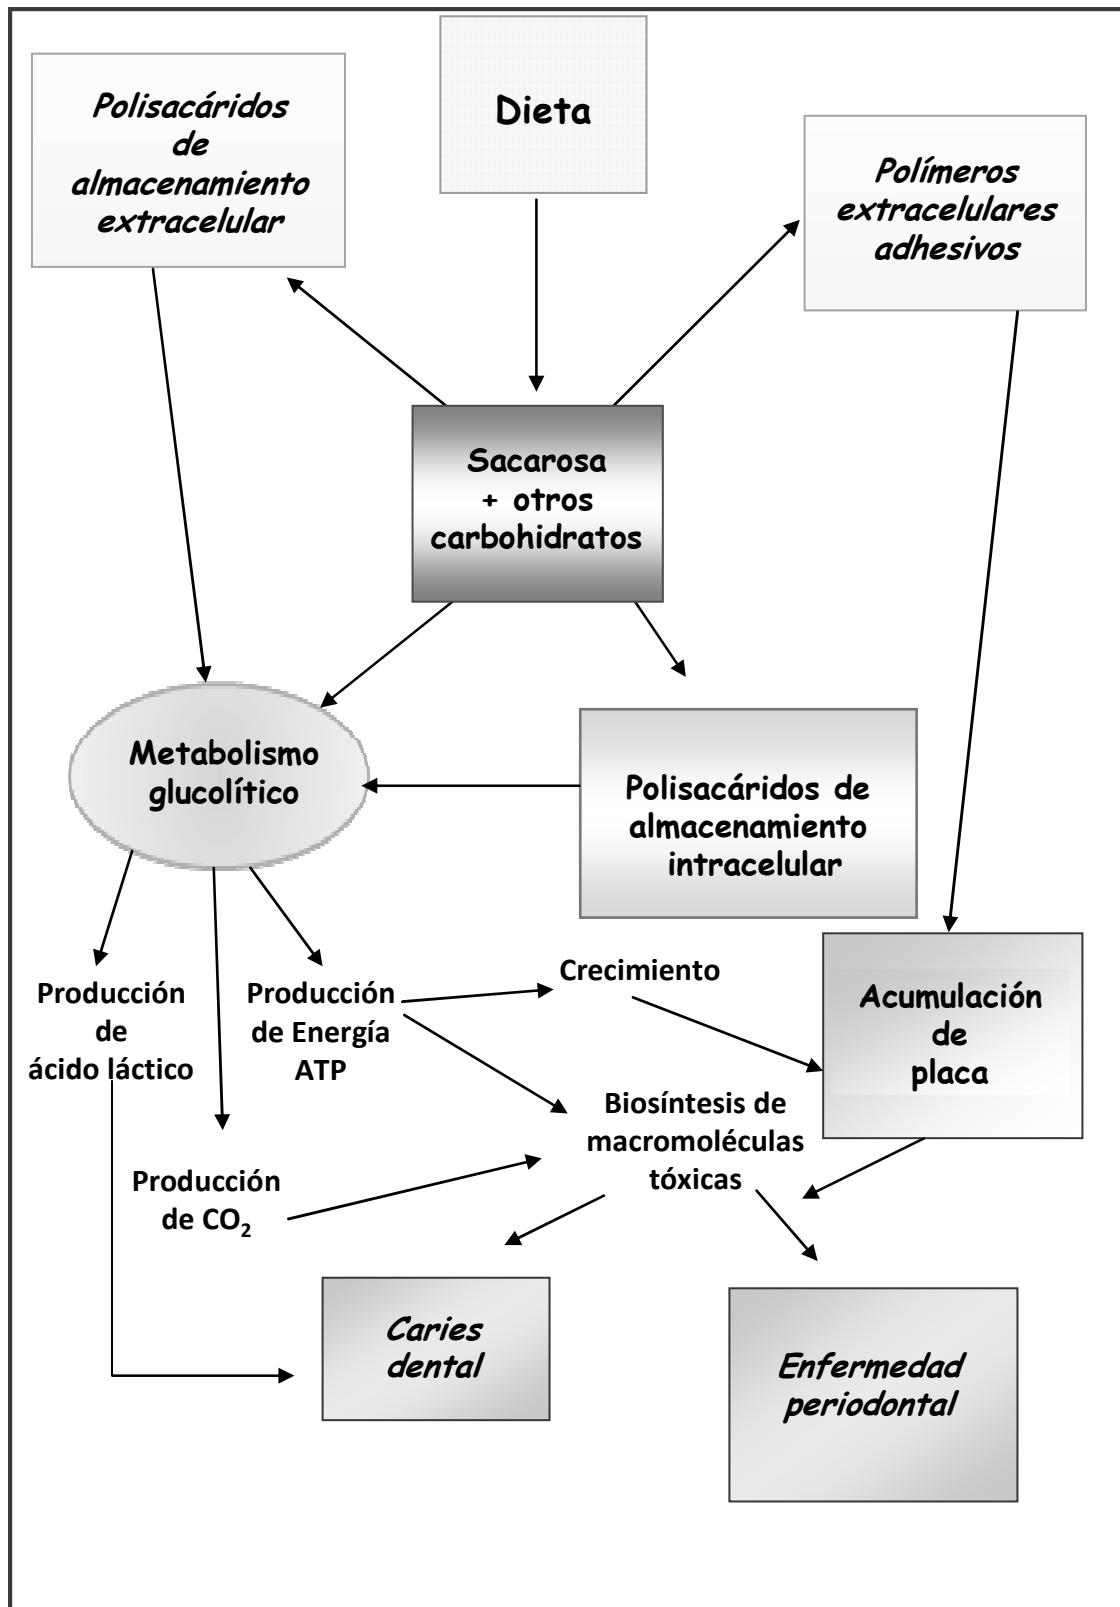 Dieta
Polisacáridos
de
almacenamiento
extracelular
Polímeros
extracelulares
adhesivos
Sacarosa
+ otros
carbohidratos
Metabolismo
glucolítico
Polisacáridos de
almacenamiento
intracelular
Producción
de
ácido láctico
Producción
de Energía
ATP
Crecimiento
Acumulación
de
placa
Biosíntesis de
macromoléculas
tóxicas
Producción
de CO₂
Caries
dental
Enfermedad
periodontal